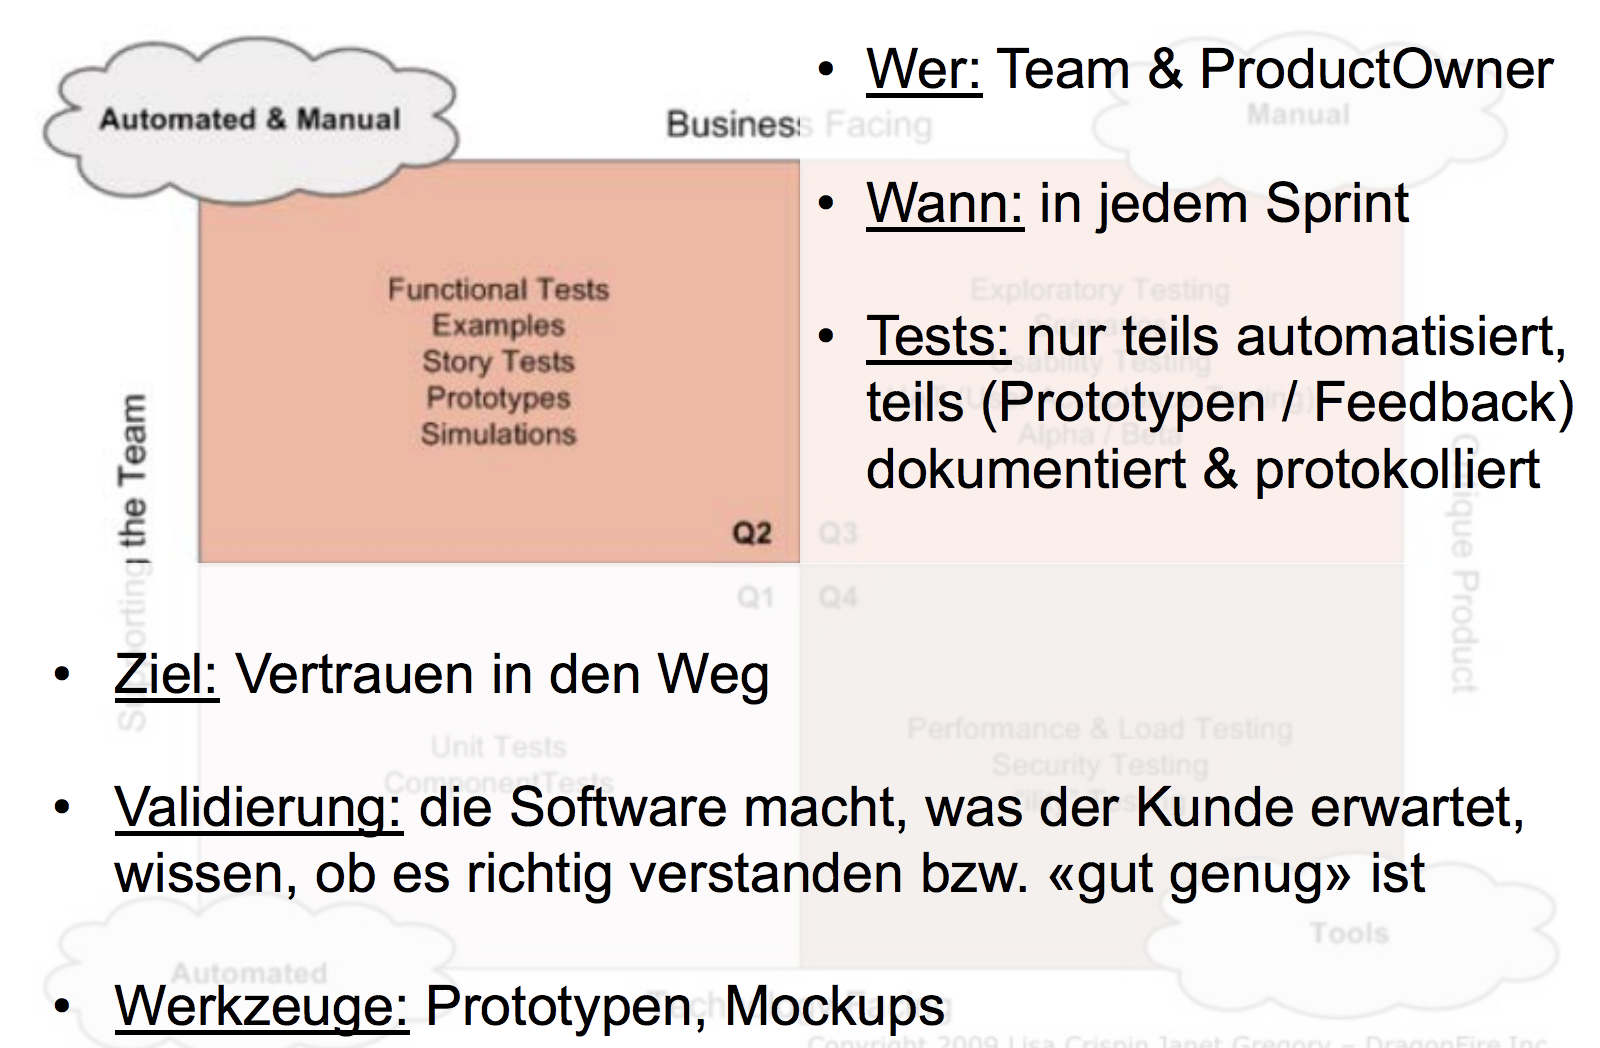 • Wer: Team & ProductOwner
Automated & Manual
Manual
Business Facing
• Wann: in jedem Sprint
Functional Tests
Examples
Story Tests
Prototypes
Simulations
Exploratory Testing
Usability Testing
Alpha / Beta
• Tests: nur teils automatisiert,
teils (Prototypen / Feedback)
dokumentiert & protokolliert
Supporting the Team
Product
Q2
Q3
Q1
Q4
• Ziel: Vertrauen in den Weg
Unit Tests
ComponentTests
Performance & Load Testing
Security Testing
• Validierung: die Software macht, was der Kunde erwartet,
wissen, ob es richtig verstanden bzw. «gut genug» ist
Automated
Tools
• Werkzeuge: Prototypen, Mockups
Technology Facing
Copyright 2009 Lisa Crispin Janet Gregory – DragonFire Inc